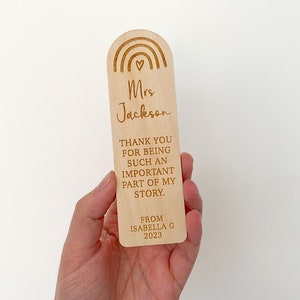 Mrs
Jackson
THANK YOU
FOR BEING
SUCH AN
IMPORTANT
PART OF MY
STORY.
FROM
ISABELLA G
2023